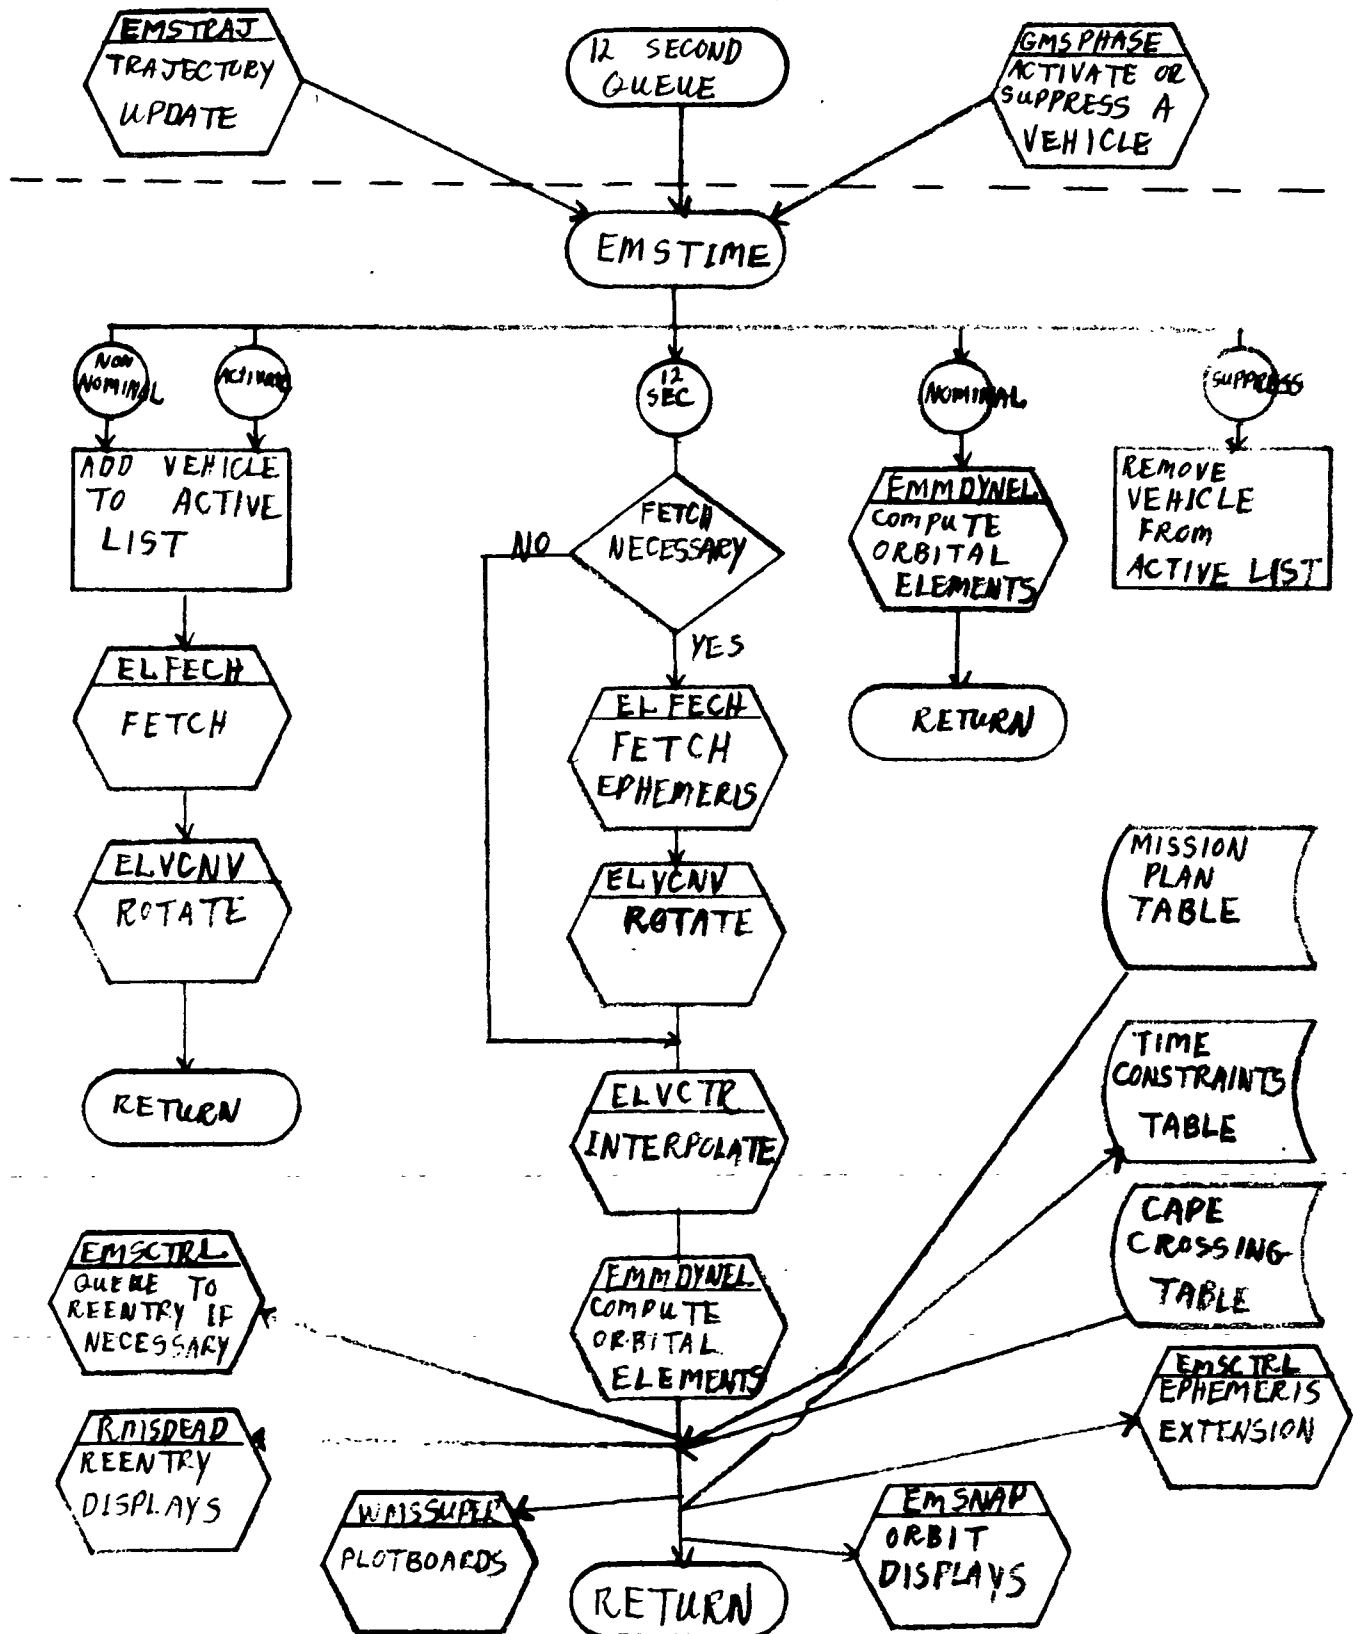 EMSTRAJ
TRAJECTORY
UPDATE
12 SECOND
QUEUE
GMSPHASE
ACTIVATE OR
SUPPRESS A
VEHICLE
EMSTIME
NON
NOMINAL
ACTIVATE
12
SEC
NOMINAL
SUPPRESS
ADD VEHICLE
TO ACTIVE
LIST
FETCH
NECESSARY
NO
YES
EMMDYNEL
COMPUTE
ORBITAL
ELEMENTS
REMOVE
VEHICLE
FROM
ACTIVE LIST
ELFECH
FETCH
ELFECH
FETCH
EPHEMERIS
RETURN
ELVCNV
ROTATE
ELVCNV
ROTATE
MISSION
PLAN
TABLE
RETURN
ELVCTR
INTERPOLATE
TIME
CONSTRAINTS
TABLE
EMSCTRL
QUEUE TO
REENTRY IF
NECESSARY
EMMDYNEL
COMPUTE
ORBITAL
ELEMENTS
CAPE
CROSSING
TABLE
RMSDEAD
REENTRY
DISPLAYS
EMSCTRL
EPHEMERIS
EXTENSION
WMSSUPER
PLOTBOARDS
EMSNAP
ORBIT
DISPLAYS
RETURN